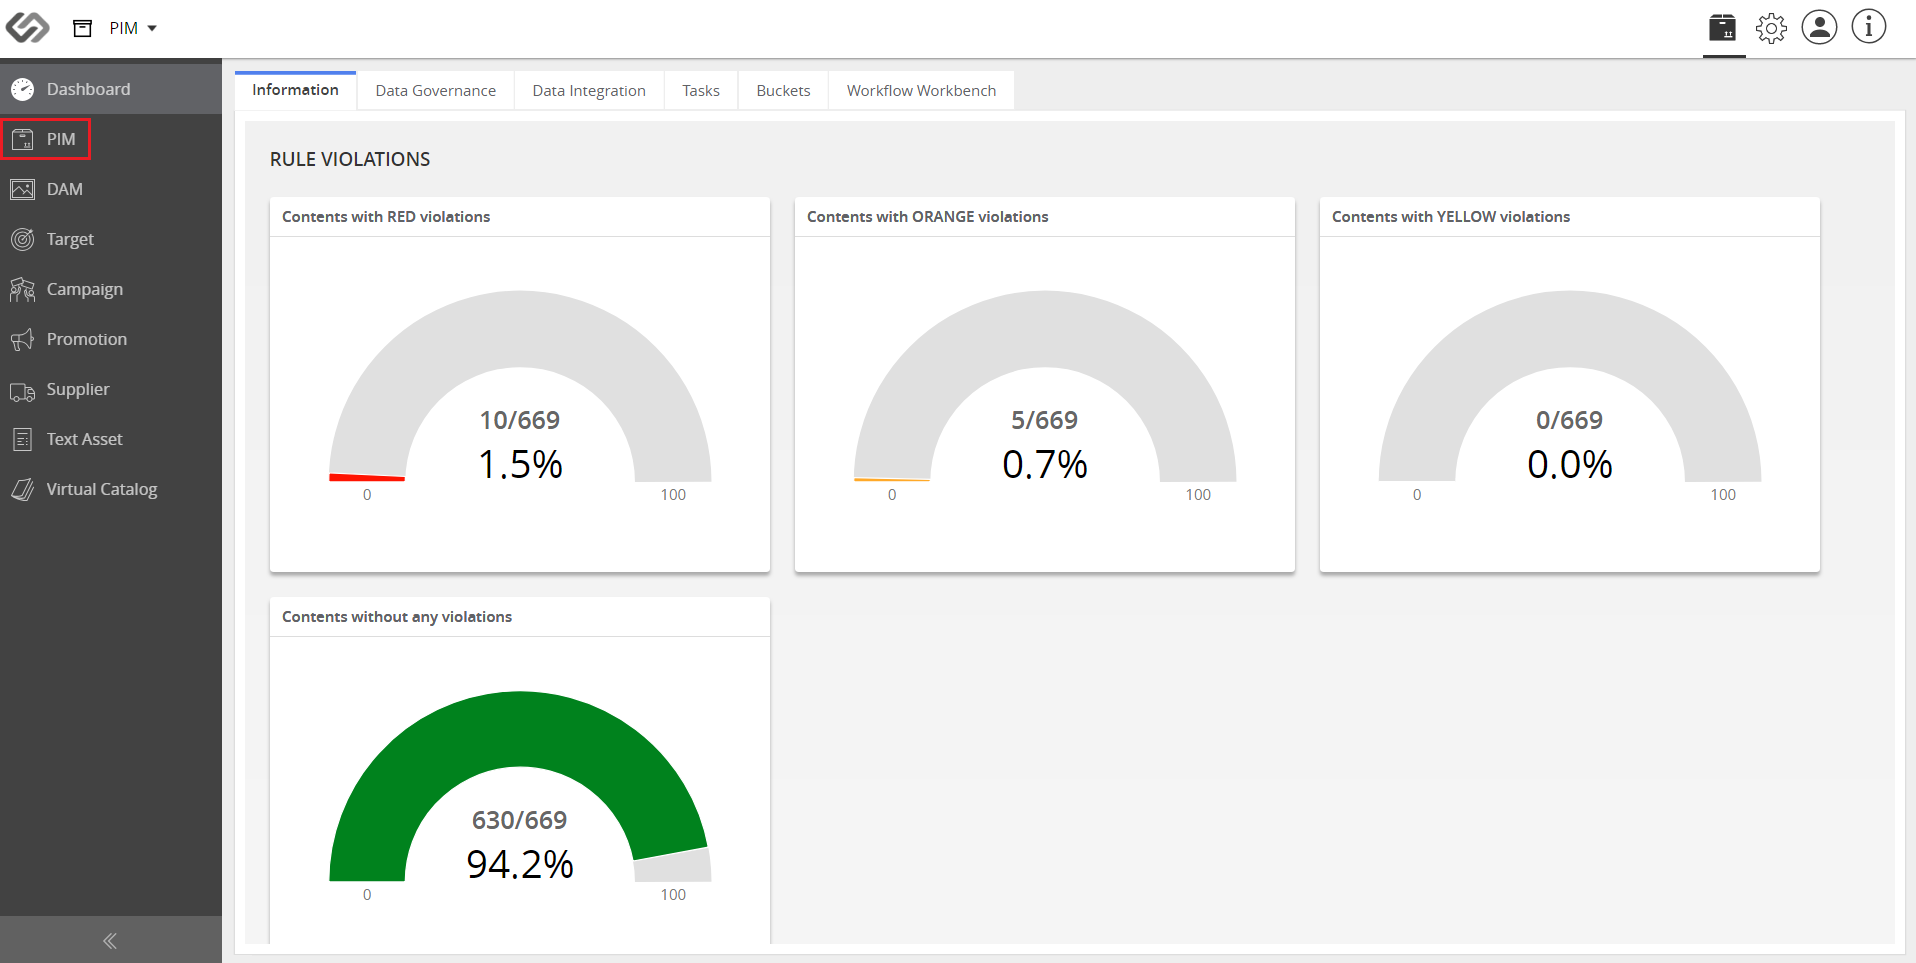 PIM
Dashboard
PIM
DAM
Target
Campaign
Promotion
Supplier
Text Asset
Virtual Catalog
Information
Data Governance
Data Integration
Tasks
Buckets
Workflow Workbench
RULE VIOLATIONS
Contents with RED violations
10/669
1.5%
0
100
Contents with ORANGE violations
5/669
0.7%
0
100
Contents with YELLOW violations
0/669
0.0%
0
100
Contents without any violations
630/669
94.2%
0
100